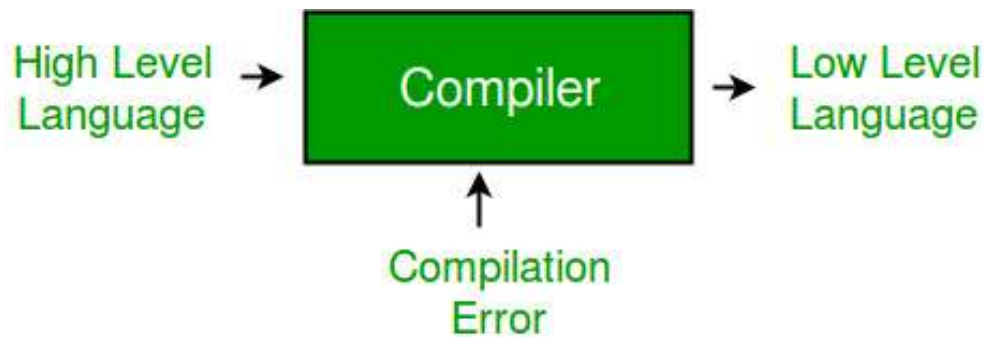 High Level
Language
Compiler
Low Level
Language
Compilation
Error